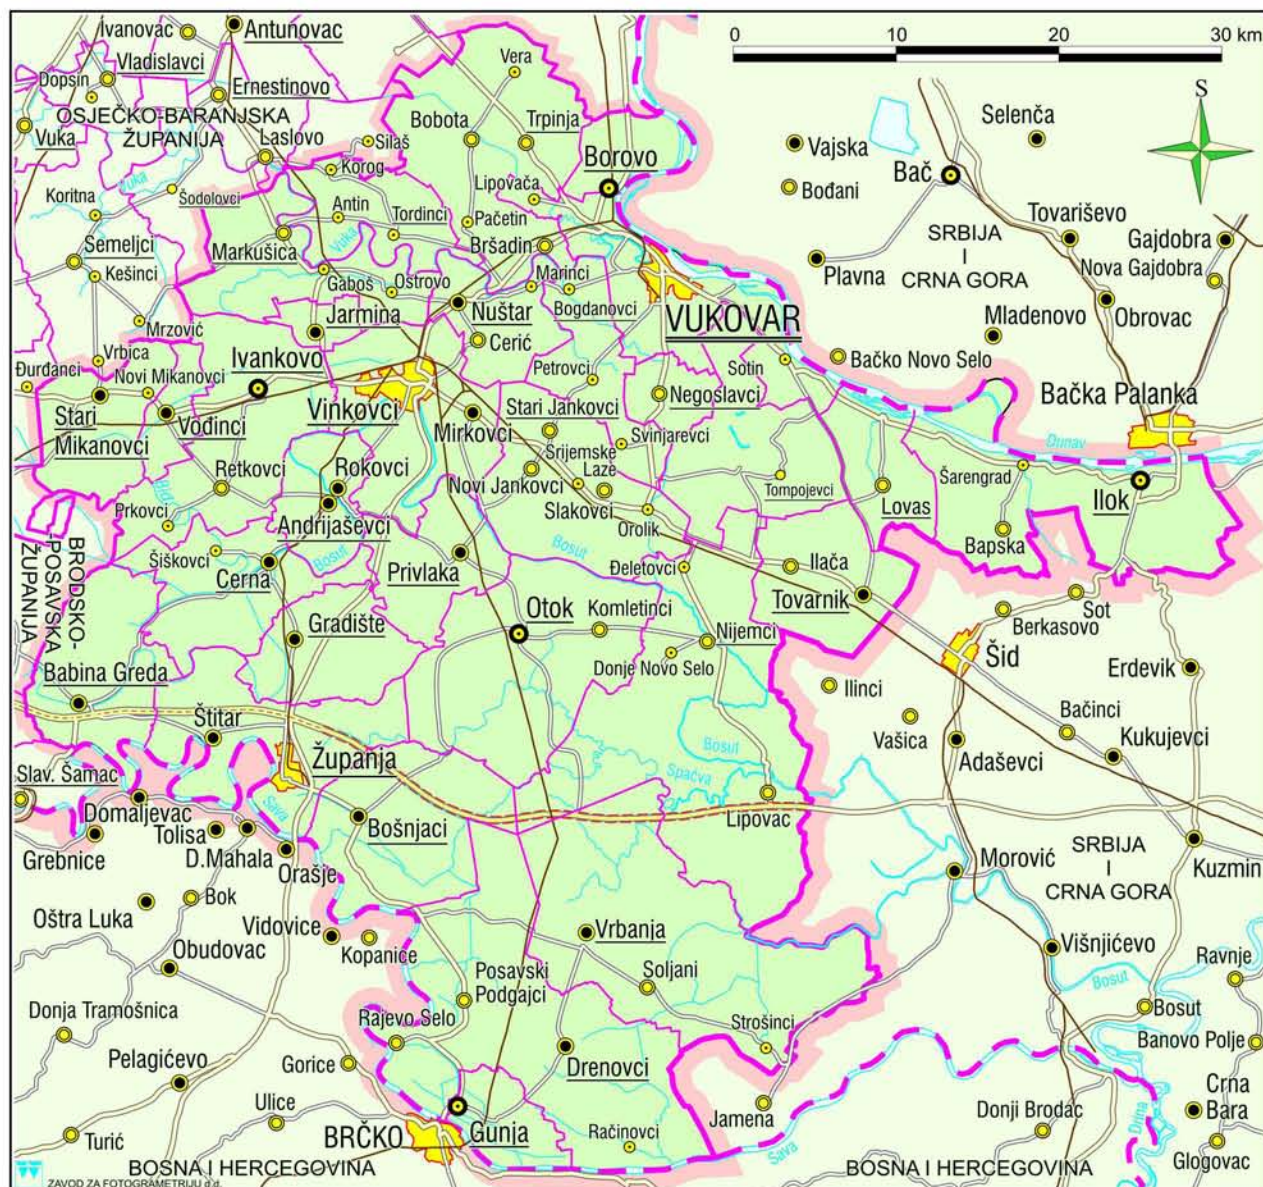 Ivanovac
Antunovac
Vladislavci
Dopsin
Ernestinovo
OSJEČKO-BARANJSKA
ŽUPANIJA
Vuka
Laslovo
Silaš
Korog
Vuka
Koritna
Šodolovci
Semeljci
Kešinci
Markušica
Antin
Tordinci
Vuka
Vera
Bobota
Trpinja
Borovo
Lipovača
Pačetin
Bršadin
0
10
20
30 km
S
Vajska
Selenča
Bač
Bođani
Tovariševo
SRBIJA
I
CRNA GORA
Gajdobra
Nova Gajdobra
Plavna
Obrovac
Mladenovo
Bačko Novo Selo
Bačka Palanka
Mrzović
Vrbica
Đurđanci
Novi Mikanovci
Stari
Mikanovci
Vođinci
Gaboš
Ostrovo
Marinci
Bogdanovci
Jarmina
Nuštar
Cerić
VUKOVAR
Sotin
Ivankovo
Petrovci
Negoslavci
Vinkovci
Mirkovci
Stari Jankovci
Svinjarevci
Srijemske
Laze
Novi Jankovci
Slakovci
Orolik
Tompojevci
Lovas
Dunav
Šarengrad
Ilok
Bapska
Retkovci
Rokovci
Prkovci
Andrijaševci
Šiškovci
Cerna
Bosut
Privlaka
Bosut
Đeletovci
Ilača
Tovarnik
Sot
Berkasovo
Šid
Erdevik
BRODSKO-
-POSAVSKA
ŽUPANIJA
Gradište
Otok
Komletinci
Nijemci
Donje Novo Selo
Ilinci
Vašica
Bačinci
Adaševci
Kukujevci
Babina Greda
Štitar
Županja
Bosut
Spačva
Lipovac
Slav. Šamac
Domaljevac
Sava
Bošnjaci
Grebnice
Tolisa
D.Mahala
Orašje
Morović
SRBIJA
I
CRNA GORA
Kuzmin
Oštra Luka
Bok
Vidovice
Kopanice
Obudovac
Vrbanja
Višnjićevo
Ravnje
Posavski
Podgajci
Soljani
Bosut
Bosut
Donja Tramošnica
Rajevo Selo
Strošinci
Banovo Polje
Pelagićevo
Gorice
Drenovci
Crna
Bara
Ulice
Jamena
Donji Brodac
Drina
Turić
BRČKO
Gunja
Račinovci
Sava
Glogovac
BOSNA I HERCEGOVINA
BOSNA I HERCEGOVINA
ZAVOD ZA FOTOGRAMETRIJU d.d.